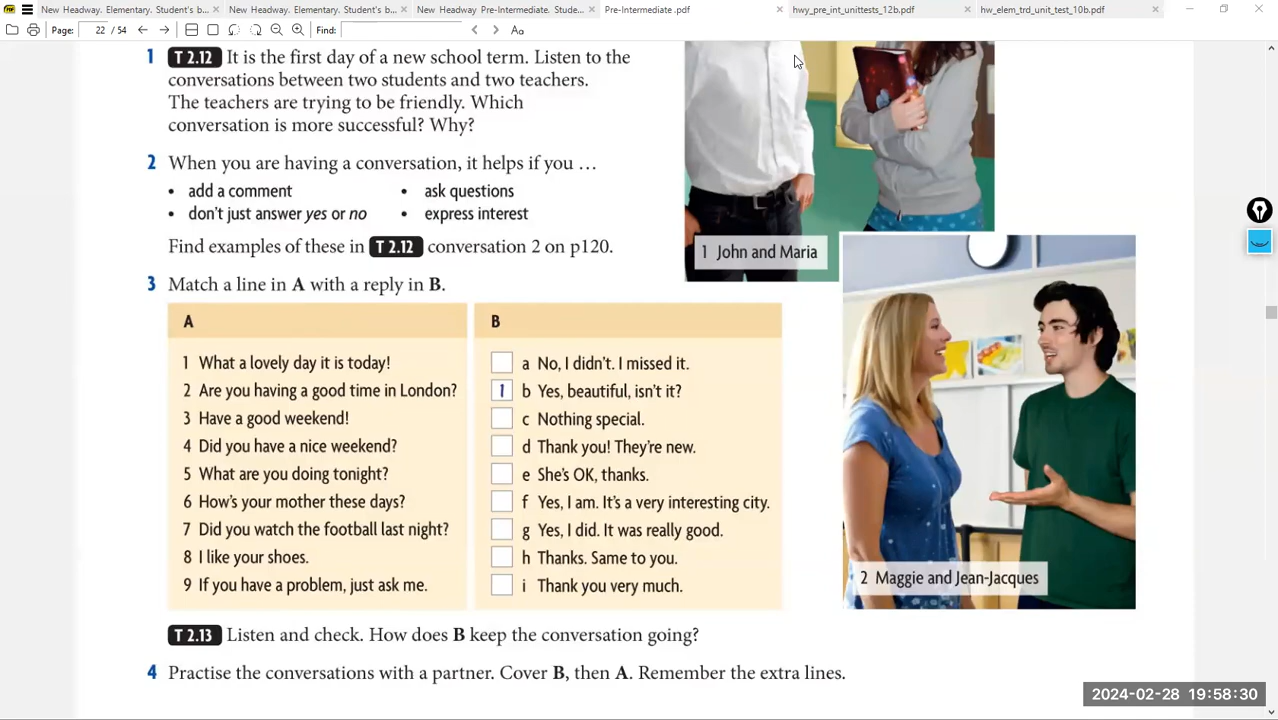 New Headway. Elementary. Student's b...
New Headway. Elementary. Student's b...
New Headway Pre-Intermediate. Stude...
Pre-Intermediate .pdf
hwy_pre_int_unittests_12b.pdf
hw_elem_trd_unit_test_10b.pdf
Page: 22 / 54 Find: Aa
1 T 2.12 It is the first day of a new school term. Listen to the
conversations between two students and two teachers.
The teachers are trying to be friendly. Which
conversation is more successful? Why?
2 When you are having a conversation, it helps if you …
• add a comment
• ask questions
• don't just answer yes or no
• express interest
Find examples of these in T 2.12 conversation 2 on p120.
3 Match a line in A with a reply in B.
A
1 What a lovely day it is today!
2 Are you having a good time in London?
3 Have a good weekend!
4 Did you have a nice weekend?
5 What are you doing tonight?
6 How's your mother these days?
7 Did you watch the football last night?
8 I like your shoes.
9 If you have a problem, just ask me.
B
a No, I didn't. I missed it.
1 b Yes, beautiful, isn't it?
c Nothing special.
d Thank you! They're new.
e She's OK, thanks.
f Yes, I am. It's a very interesting city.
g Yes, I did. It was really good.
h Thanks. Same to you.
i Thank you very much.
1 John and Maria
2 Maggie and Jean-Jacques
T 2.13 Listen and check. How does B keep the conversation going?
4 Practise the conversations with a partner. Cover B, then A. Remember the extra lines.
2024-02-28 19:58:30